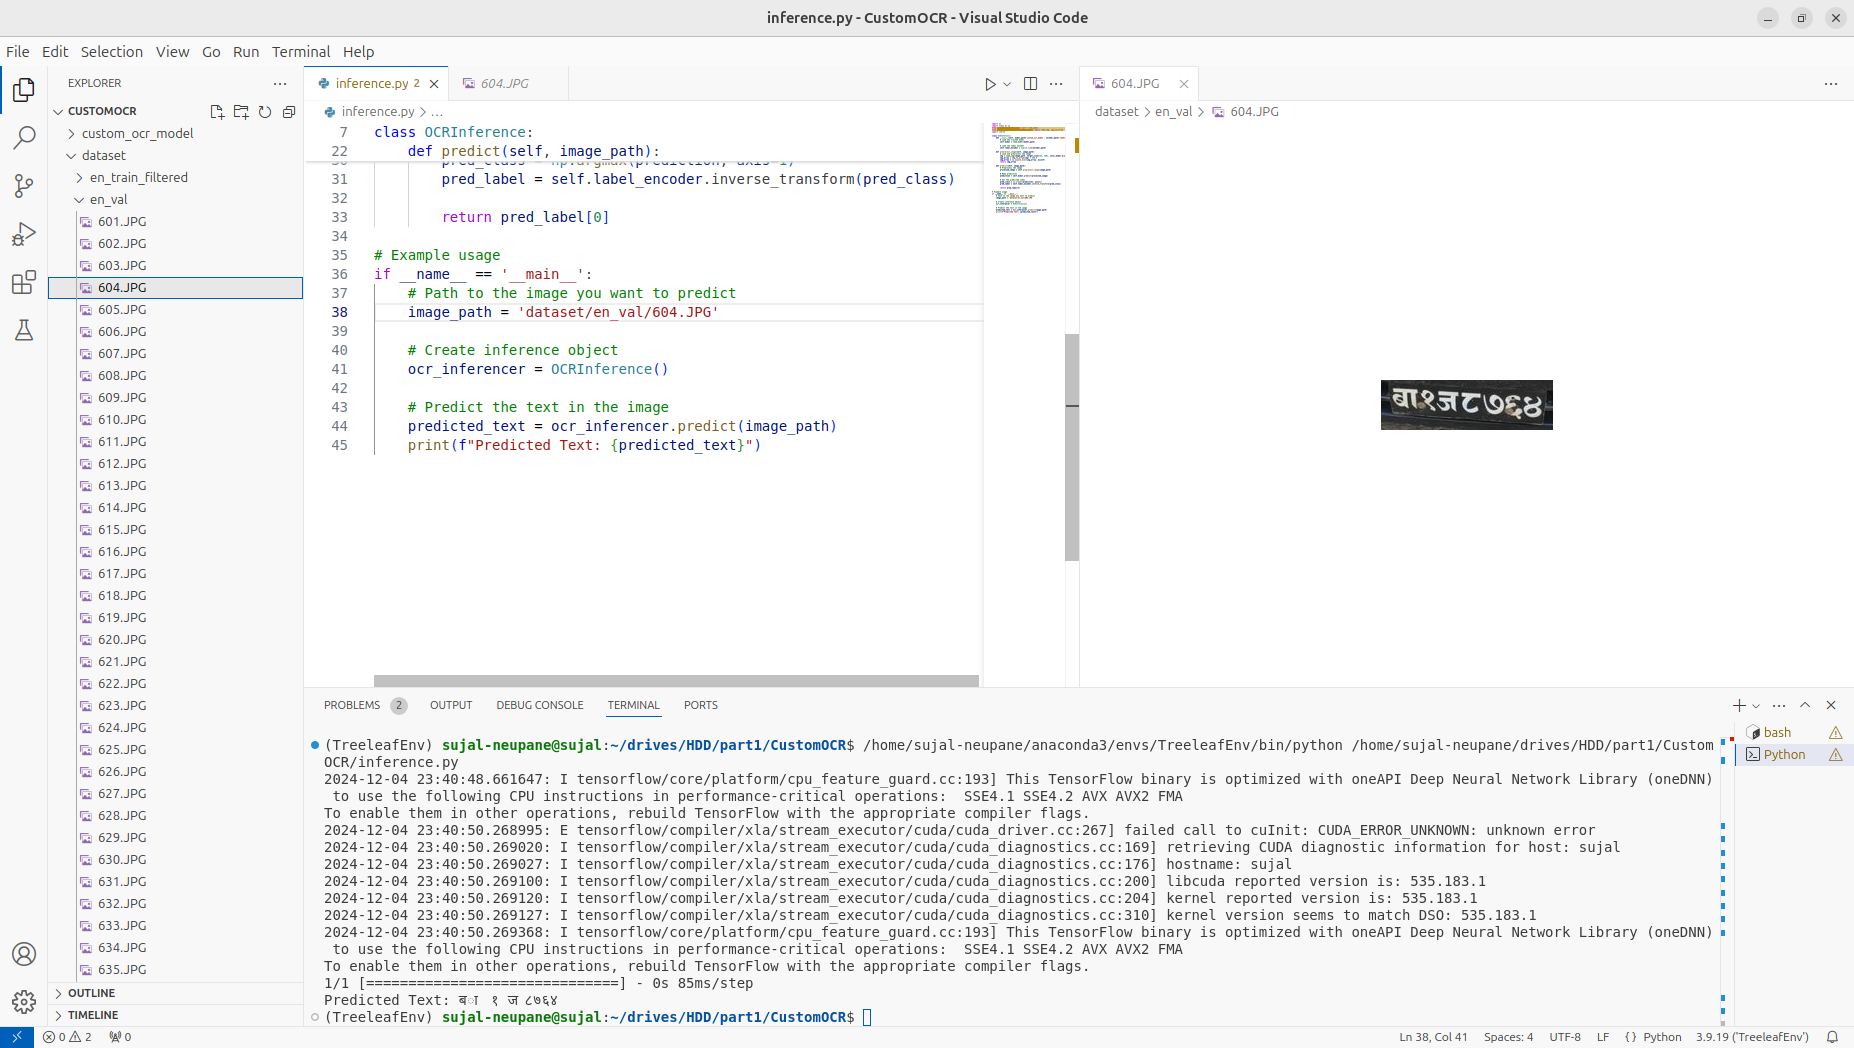 inference.py - CustomOCR - Visual Studio Code
File Edit Selection View Go Run Terminal Help
EXPLORER
CUSTOMOCR
custom_ocr_model
dataset
en_train_filtered
en_val
601.JPG
602.JPG
603.JPG
604.JPG
605.JPG
606.JPG
607.JPG
608.JPG
609.JPG
610.JPG
611.JPG
612.JPG
613.JPG
614.JPG
615.JPG
616.JPG
617.JPG
618.JPG
619.JPG
620.JPG
621.JPG
622.JPG
623.JPG
624.JPG
625.JPG
626.JPG
627.JPG
628.JPG
629.JPG
630.JPG
631.JPG
632.JPG
633.JPG
634.JPG
635.JPG
OUTLINE
TIMELINE
inference.py 2 604.JPG
inference.py > ...
7 class OCRInference:
22 def predict(self, image_path):
31 pred_label = self.label_encoder.inverse_transform(pred_class)
32
33 return pred_label[0]
34
35 # Example usage
36 if __name__ == '__main__':
37 # Path to the image you want to predict
38 image_path = 'dataset/en_val/604.JPG'
39
40 # Create inference object
41 ocr_inferencer = OCRInference()
42
43 # Predict the text in the image
44 predicted_text = ocr_inferencer.predict(image_path)
45 print(f"Predicted Text: {predicted_text}")
604.JPG
dataset > en_val > 604.JPG
बा१ज८७६४
PROBLEMS 2 OUTPUT DEBUG CONSOLE TERMINAL PORTS
(TreeleafEnv) sujal-neupane@sujal:~/drives/HDD/part1/CustomOCR$ /home/sujal-neupane/anaconda3/envs/TreeleafEnv/bin/python /home/sujal-neupane/drives/HDD/part1/Custom
OCR/inference.py
2024-12-04 23:40:48.661647: I tensorflow/core/platform/cpu_feature_guard.cc:193] This TensorFlow binary is optimized with oneAPI Deep Neural Network Library (oneDNN)
to use the following CPU instructions in performance-critical operations: SSE4.1 SSE4.2 AVX AVX2 FMA
To enable them in other operations, rebuild TensorFlow with the appropriate compiler flags.
2024-12-04 23:40:50.268995: E tensorflow/compiler/xla/stream_executor/cuda/cuda_driver.cc:267] failed call to cuInit: CUDA_ERROR_UNKNOWN: unknown error
2024-12-04 23:40:50.269020: I tensorflow/compiler/xla/stream_executor/cuda/cuda_diagnostics.cc:169] retrieving CUDA diagnostic information for host: sujal
2024-12-04 23:40:50.269027: I tensorflow/compiler/xla/stream_executor/cuda/cuda_diagnostics.cc:176] hostname: sujal
2024-12-04 23:40:50.269100: I tensorflow/compiler/xla/stream_executor/cuda/cuda_diagnostics.cc:200] libcuda reported version is: 535.183.1
2024-12-04 23:40:50.269120: I tensorflow/compiler/xla/stream_executor/cuda/cuda_diagnostics.cc:204] kernel reported version is: 535.183.1
2024-12-04 23:40:50.269127: I tensorflow/compiler/xla/stream_executor/cuda/cuda_diagnostics.cc:310] kernel version seems to match DSO: 535.183.1
2024-12-04 23:40:50.269368: I tensorflow/core/platform/cpu_feature_guard.cc:193] This TensorFlow binary is optimized with oneAPI Deep Neural Network Library (oneDNN)
to use the following CPU instructions in performance-critical operations: SSE4.1 SSE4.2 AVX AVX2 FMA
To enable them in other operations, rebuild TensorFlow with the appropriate compiler flags.
1/1 [==============================] - 0s 85ms/step
Predicted Text: बा १ ज ८७६४
(TreeleafEnv) sujal-neupane@sujal:~/drives/HDD/part1/CustomOCR$
bash
Python
0 2 0 Ln 38, Col 41 Spaces: 4 UTF-8 LF {} Python 3.9.19 ('TreeleafEnv')